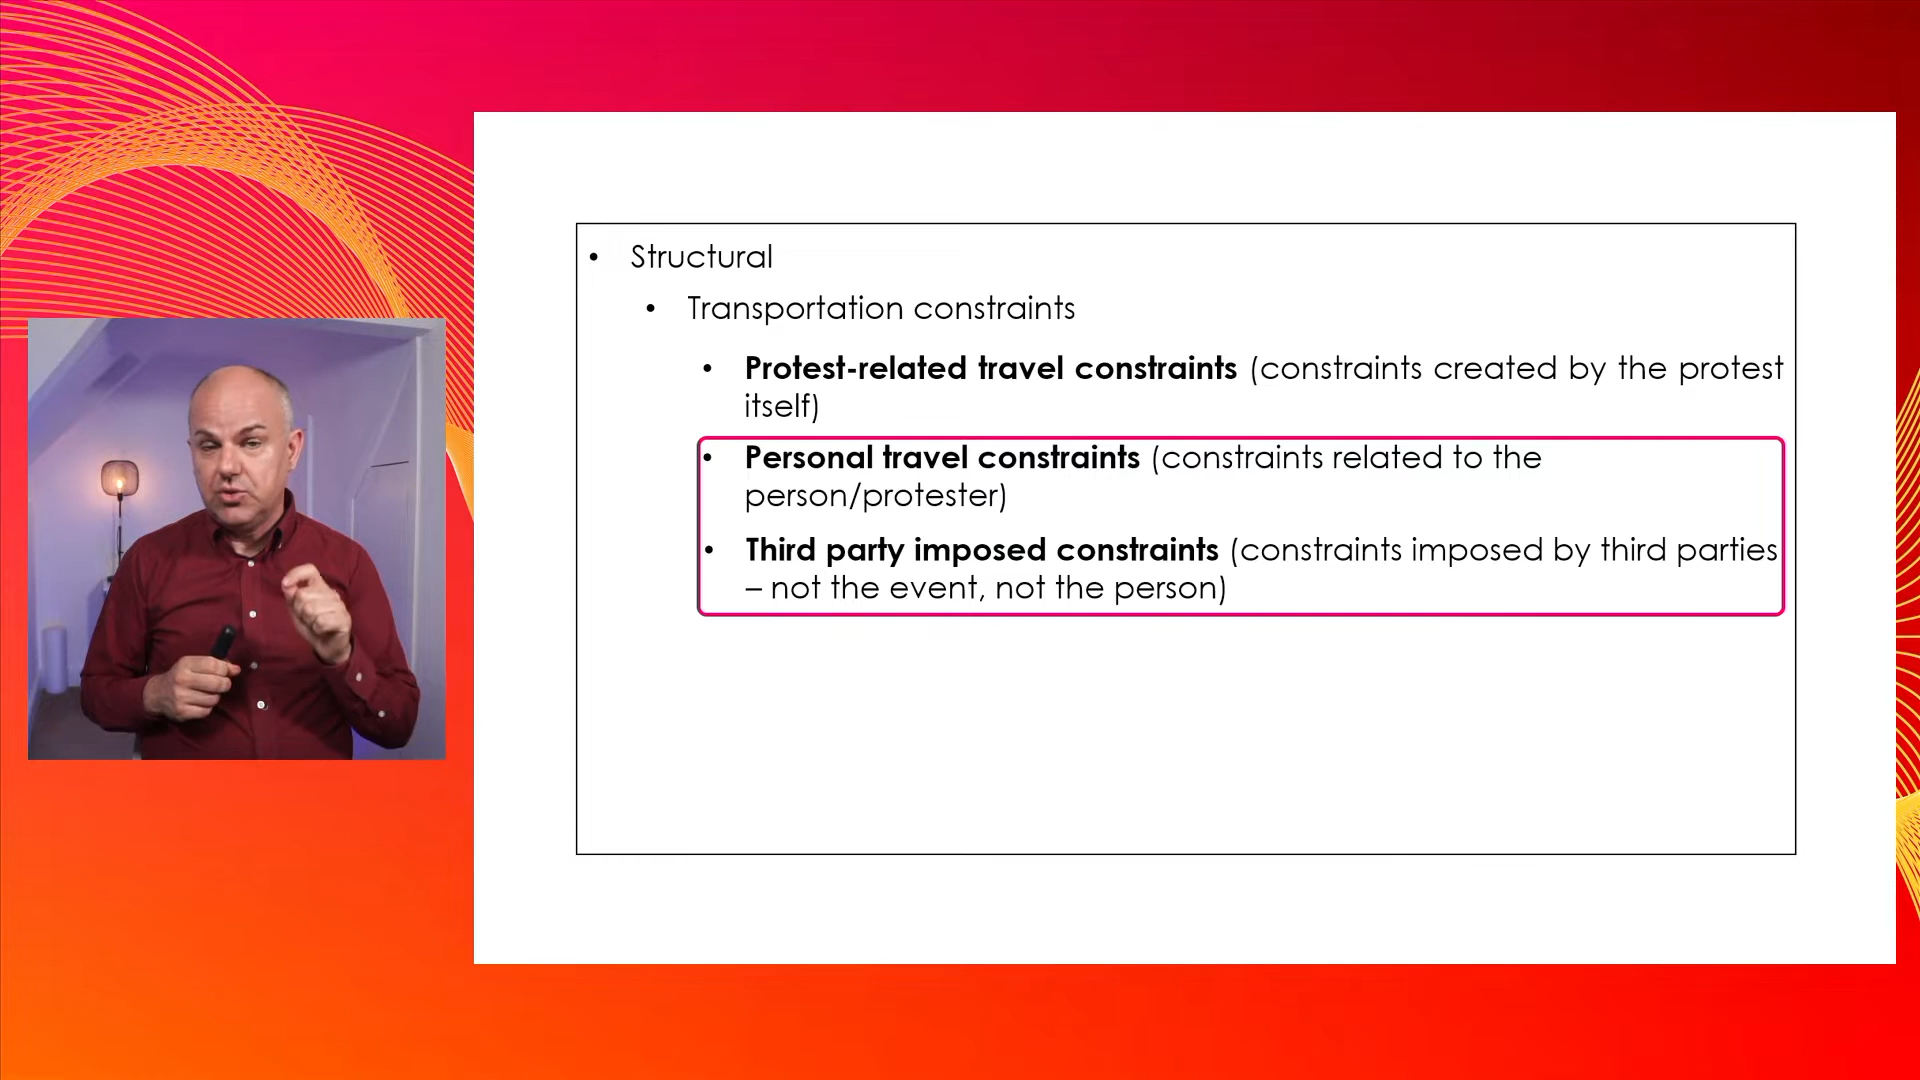 • Structural
• Transportation constraints
• Protest-related travel constraints (constraints created by the protest
itself)
• Personal travel constraints (constraints related to the
person/protester)
• Third party imposed constraints (constraints imposed by third parties
– not the event, not the person)